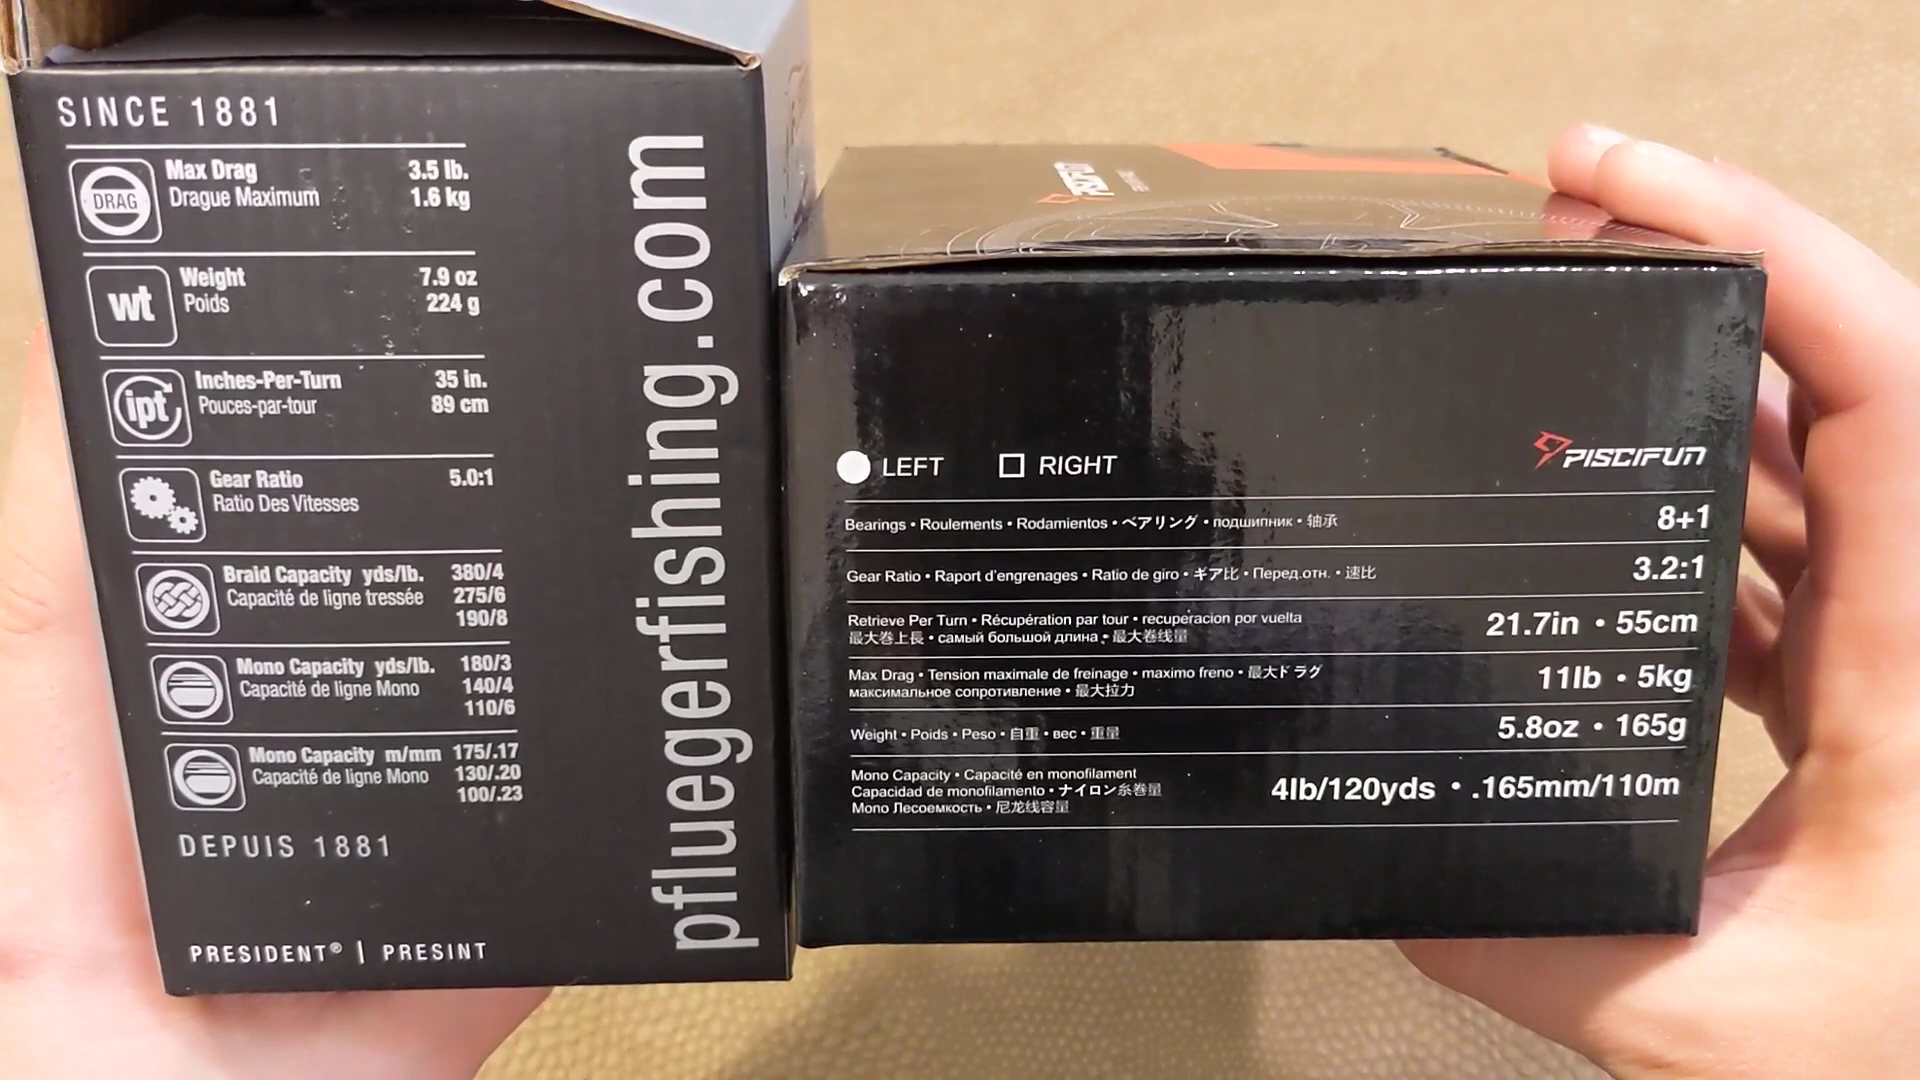 SINCE 1881
DRAG
Max Drag 3.5 lb.
Drague Maximum 1.6 kg
wt
Weight 7.9 oz
Poids 224 g
ipt
Inches-Per-Turn 35 in.
Pouces-par-tour 89 cm
Gear Ratio 5.0:1
Ratio Des Vitesses
Braid Capacity yds/lb. 380/4
Capacité de ligne tressée 275/6
190/8
Mono Capacity yds/lb. 180/3
Capacité de ligne Mono 140/4
110/6
Mono Capacity m/mm 175/.17
Capacité de ligne Mono 130/.20
100/.23
DEPUIS 1881
PRESIDENT® | PRESINT
pfluegerfishing.com
LEFT RIGHT
PISCIFUN
Bearings • Roulements • Rodamientos • ベアリング • подшипник • 轴承 8+1
Gear Ratio • Raport d'engrenages • Ratio de giro • ギア比 • Перед.отн. • 速比 3.2:1
Retrieve Per Turn • Récupération par tour • recuperacion por vuelta
最大巻上長 • самый большой длина • 最大卷线量 21.7in • 55cm
Max Drag • Tension maximale de freinage • maximo freno • 最大ドラグ
максимальное сопротивление • 最大拉力 11lb • 5kg
Weight • Poids • Peso • 自重 • вес • 重量 5.8oz • 165g
Mono Capacity • Capacité en monofilament
Capacidad de monofilamento • ナイロン糸巻量
Mono Лесоемкость • 尼龙线容量 4lb/120yds • .165mm/110m